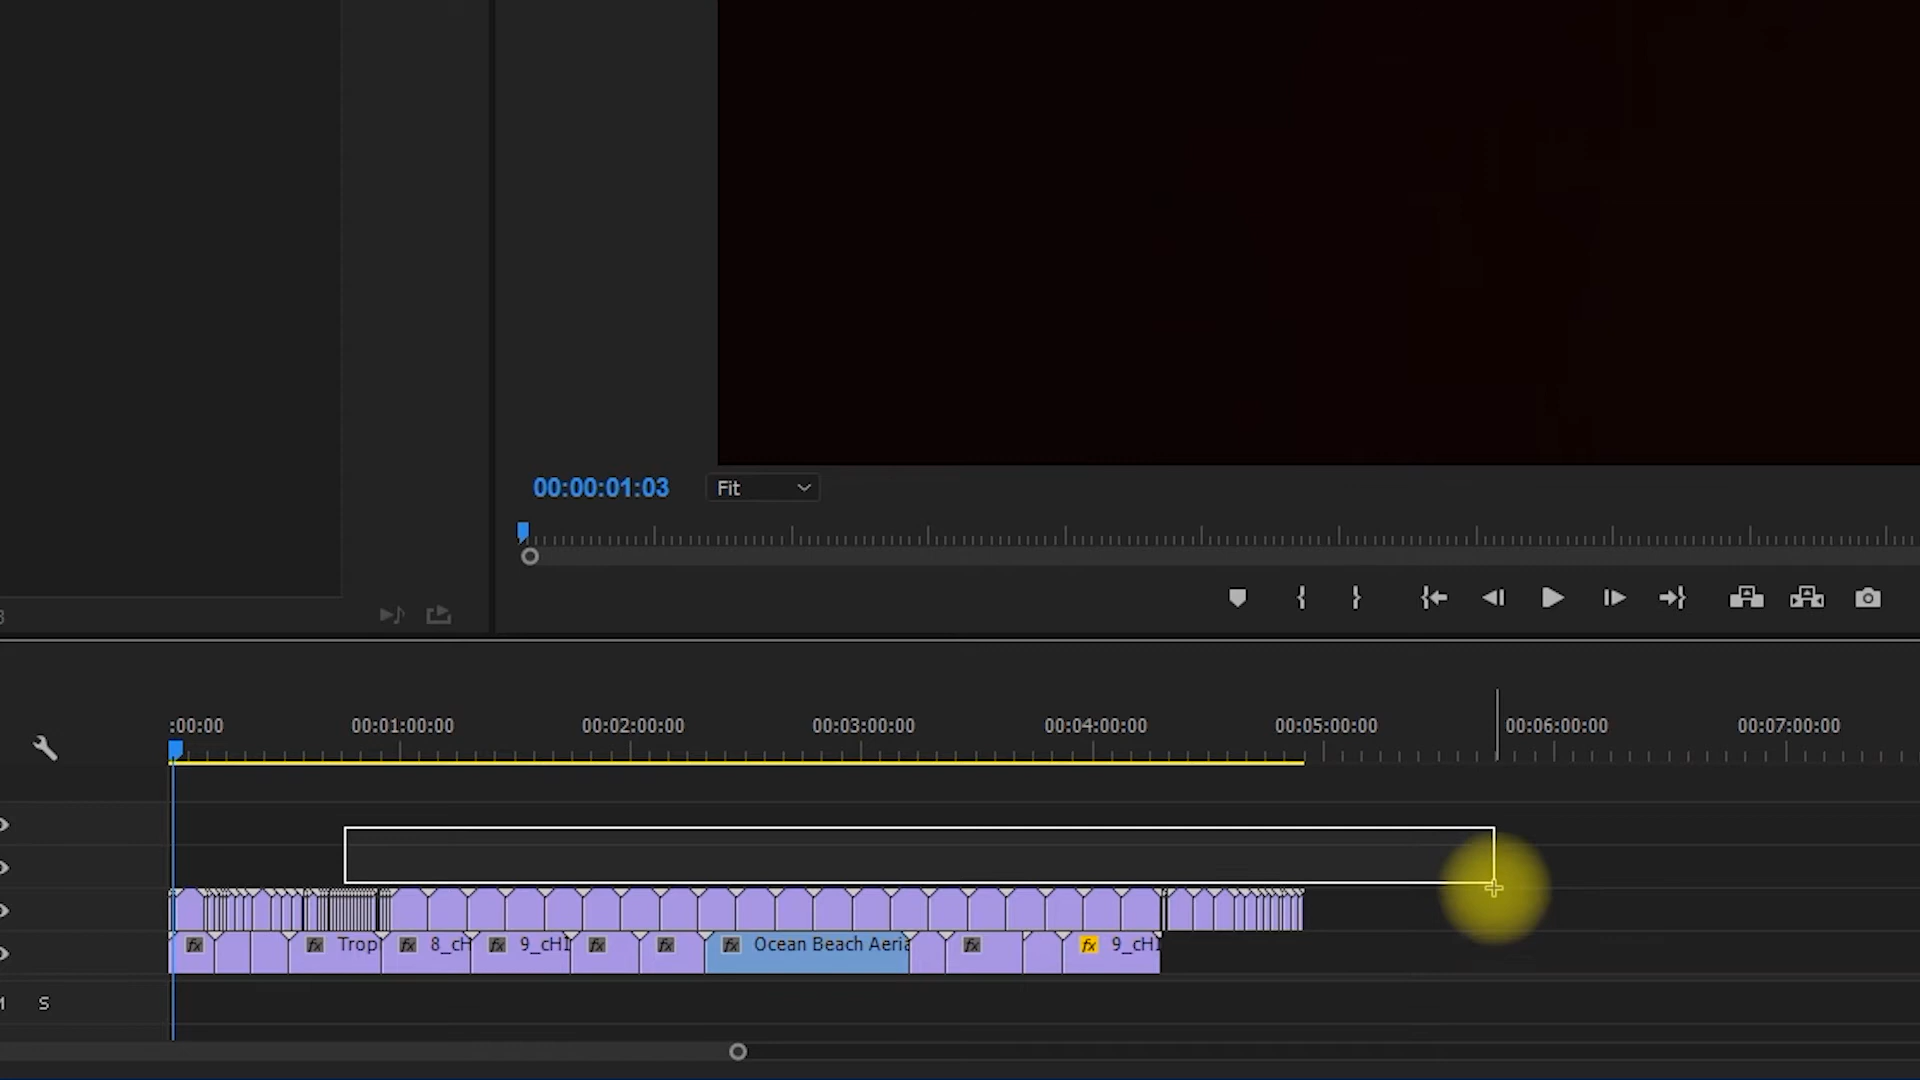 00:00:01:03 Fit
:00:00 00:01:00:00 00:02:00:00 00:03:00:00 00:04:00:00 00:05:00:00 00:06:00:00 00:07:00:00
fx fx Trop fx 8_cH fx 9_cHI fx fx fx Ocean Beach Aeria fx fx 9_cHI
S